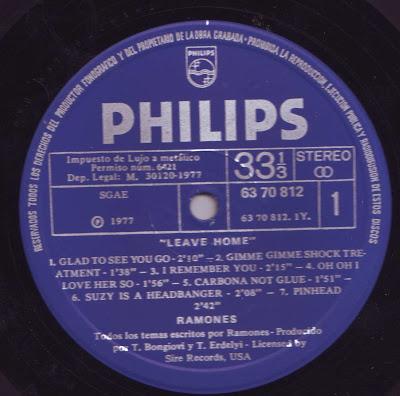 RESERVADOS TODOS LOS DERECHOS DEL PRODUCTOR FONOGRAFICO Y DEL PROPIETARIO DE LA OBRA GRABADA · PROHIBIDA LA REPRODUCCION, EJECUCION PUBLICA Y RADIODIFUSION DE ESTOS DISCOS
PHILIPS
PHILIPS
Impuesto de Lujo a metálico
Permiso núm. 6421
Dep. Legal: M. 30120-1977
33 1/3
STEREO
SGAE
63 70 812
℗ 1977
63 70 812. 1Y.
1
"LEAVE HOME"
1. GLAD TO SEE YOU GO - 2'10" - 2. GIMME GIMME SHOCK TRE-
ATMENT - 1'38" - 3. I REMEMBER YOU - 2'15" - 4. OH OH I
LOVE HER SO - 1'56" - 5. CARBONA NOT GLUE - 1'51" -
6. SUZY IS A HEADBANGER - 2'08" - 7. PINHEAD
2'42"
RAMONES
Todos los temas escritos por Ramones - Producido
por T. Bongiovi y T. Erdelyi - Licensed by
Sire Records, USA